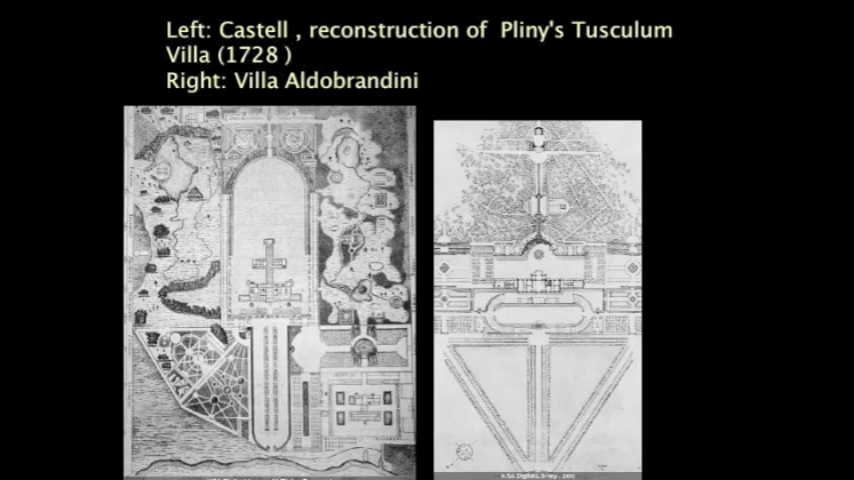 Left: Castell , reconstruction of Pliny's Tusculum
Villa (1728 )
Right: Villa Aldobrandini